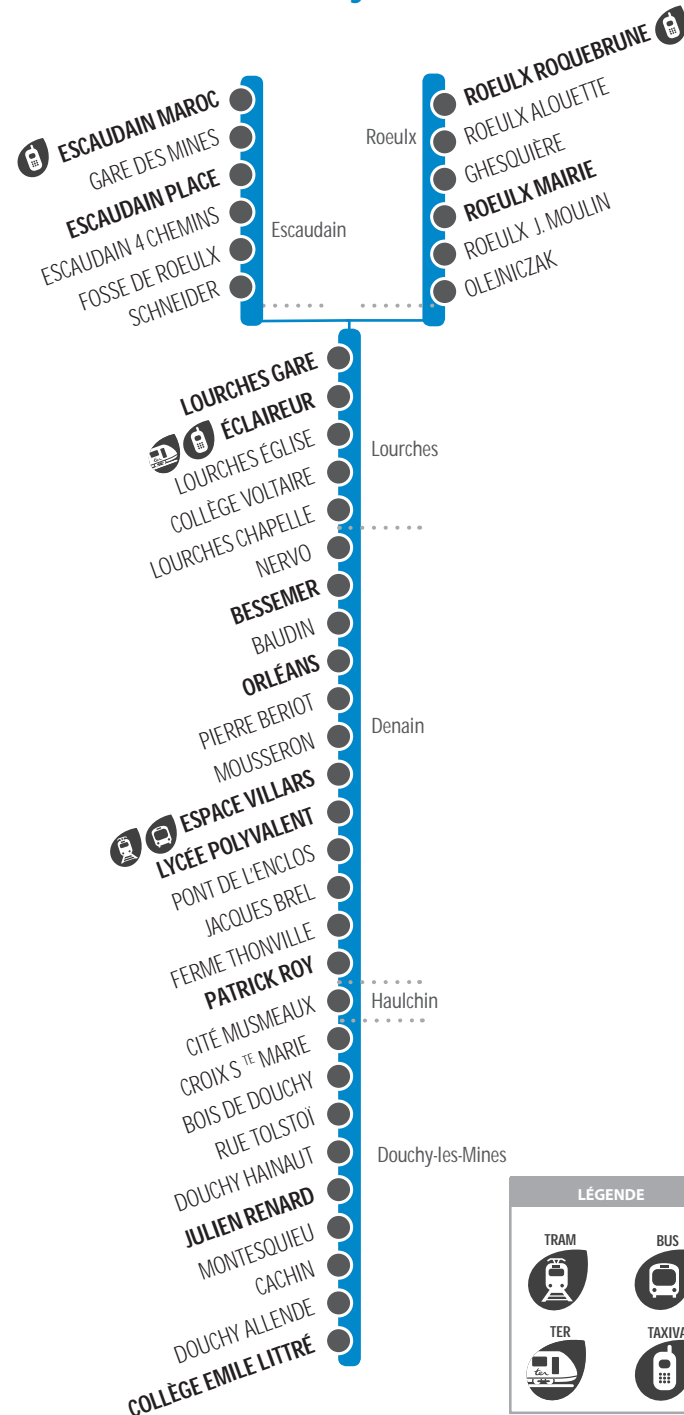 ESCAUDAIN MAROC
GARE DES MINES
ESCAUDAIN PLACE
ESCAUDAIN 4 CHEMINS
FOSSE DE ROEULX
SCHNEIDER
Escaudain
ROEULX ROQUEBRUNE
ROEULX ALOUETTE
GHESQUIÈRE
ROEULX MAIRIE
ROEULX J. MOULIN
OLEJNICZAK
Roeulx
LOURCHES GARE
ÉCLAIREUR
LOURCHES ÉGLISE
COLLÈGE VOLTAIRE
LOURCHES CHAPELLE
Lourches
NERVO
BESSEMER
BAUDIN
ORLÉANS
PIERRE BERIOT
MOUSSERON
ESPACE VILLARS
LYCÉE POLYVALENT
PONT DE L'ENCLOS
JACQUES BREL
FERME THONVILLE
PATRICK ROY
Denain
CITÉ MUSMEAUX
Haulchin
CROIX S TE MARIE
BOIS DE DOUCHY
RUE TOLSTOÏ
DOUCHY HAINAUT
JULIEN RENARD
MONTESQUIEU
CACHIN
DOUCHY ALLENDE
COLLÈGE EMILE LITTRÉ
Douchy-les-Mines
LÉGENDE
TRAM
BUS
TER
ter